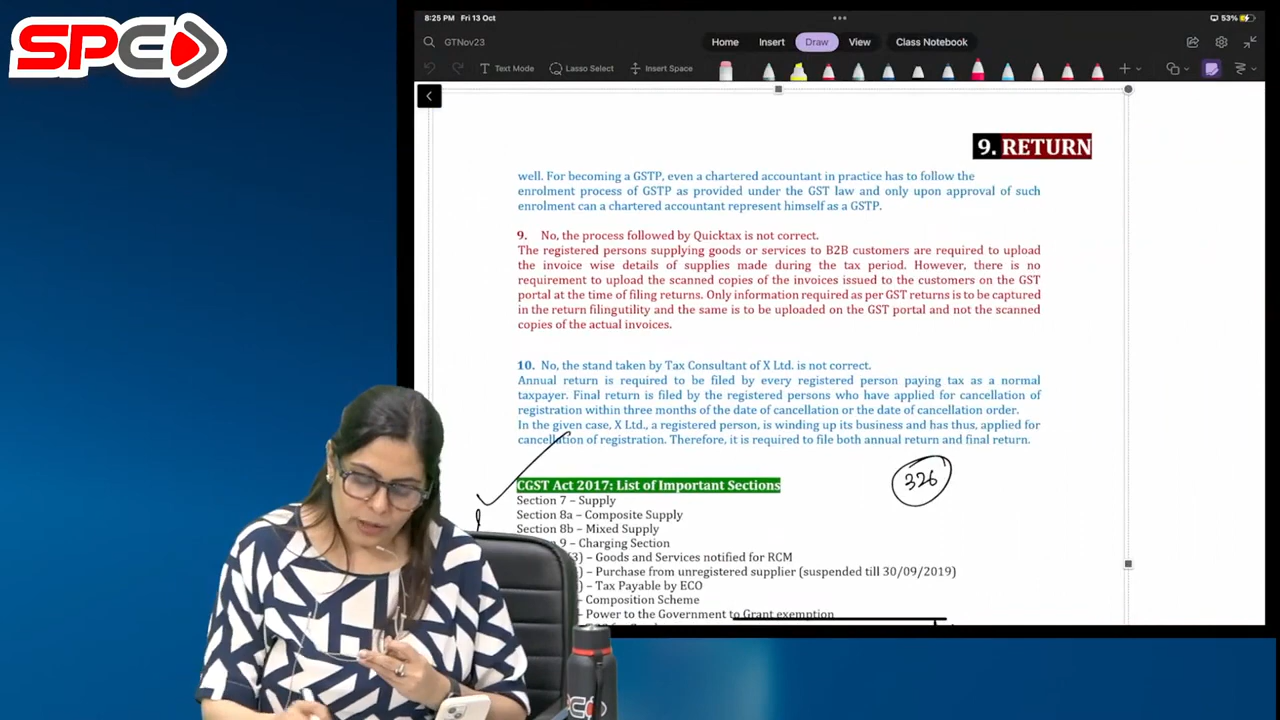 SPC
8:25 PM Fri 13 Oct
53%
GTNov23
Home Insert Draw View Class Notebook
Text Mode Lasso Select Insert Space
9. RETURN
well. For becoming a GSTP, even a chartered accountant in practice has to follow the
enrolment process of GSTP as provided under the GST law and only upon approval of such
enrolment can a chartered accountant represent himself as a GSTP.
9. No, the process followed by Quicktax is not correct.
The registered persons supplying goods or services to B2B customers are required to upload
the invoice wise details of supplies made during the tax period. However, there is no
requirement to upload the scanned copies of the invoices issued to the customers on the GST
portal at the time of filing returns. Only information required as per GST returns is to be captured
in the return filingutility and the same is to be uploaded on the GST portal and not the scanned
copies of the actual invoices.
10. No, the stand taken by Tax Consultant of X Ltd. is not correct.
Annual return is required to be filed by every registered person paying tax as a normal
taxpayer. Final return is filed by the registered persons who have applied for cancellation of
registration within three months of the date of cancellation or the date of cancellation order.
In the given case, X Ltd., a registered person, is winding up its business and has thus, applied for
cancellation of registration. Therefore, it is required to file both annual return and final return.
326
CGST Act 2017: List of Important Sections
Section 7 – Supply
Section 8a – Composite Supply
Section 8b – Mixed Supply
9 – Charging Section
(3) – Goods and Services notified for RCM
) – Purchase from unregistered supplier (suspended till 30/09/2019)
) – Tax Payable by ECO
– Composition Scheme
– Power to the Government to Grant exemption